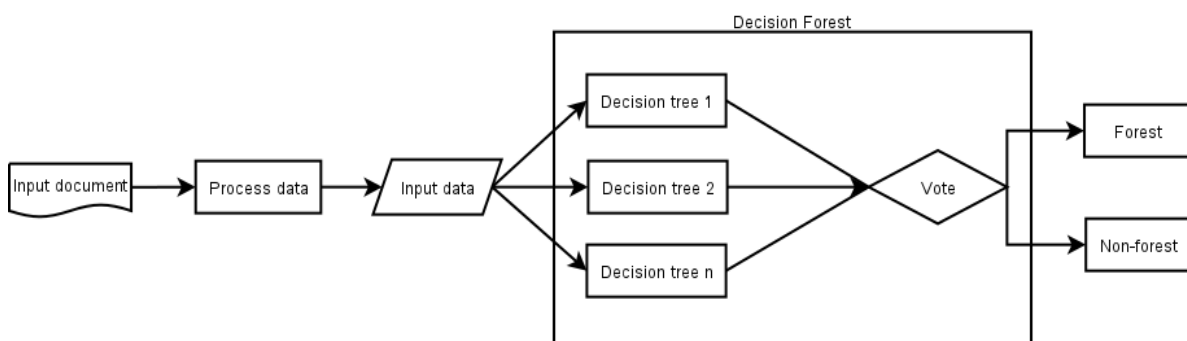 Decision Forest
Decision tree 1
Forest
Input document
Process data
Input data
Decision tree 2
Vote
Non-forest
Decision tree n